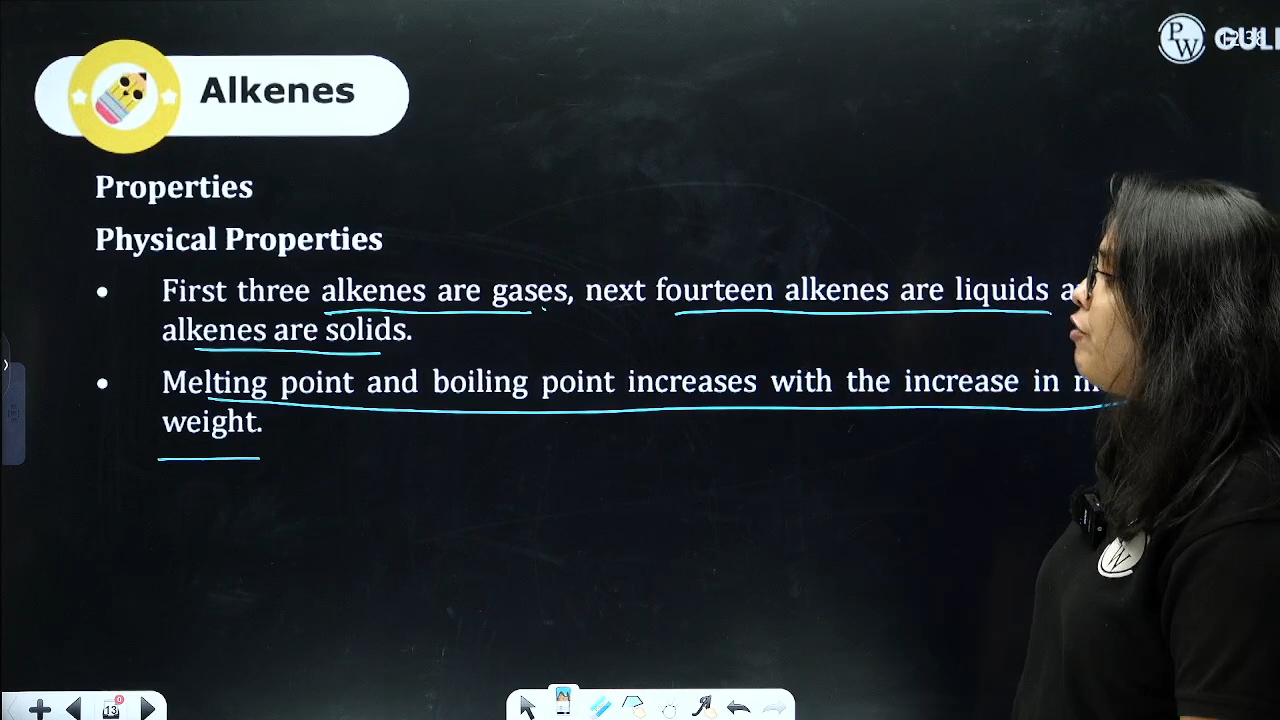 PW
Alkenes
Properties
Physical Properties
• First three alkenes are gases, next fourteen alkenes are liquids
alkenes are solids.
• Melting point and boiling point increases with the increase in
weight.
13
W